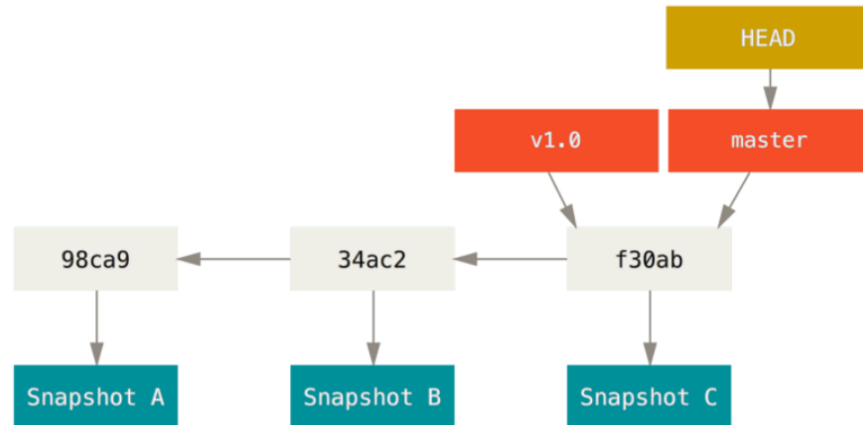 HEAD
v1.0
master
98ca9
34ac2
f30ab
Snapshot A
Snapshot B
Snapshot C